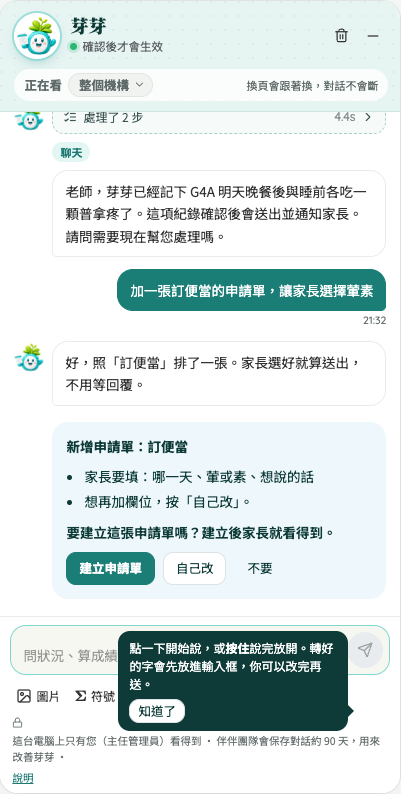 芽芽
確認後才會生效
正在看 整個機構 換頁會跟著換，對話不會斷
處理了 2 步 4.4s
聊天
老師，芽芽已經記下 G4A 明天晚餐後與睡前各吃一
顆普拿疼了。這項紀錄確認後會送出並通知家長。
請問需要現在幫您處理嗎。
加一張訂便當的申請單，讓家長選擇葷素
21:32
好，照「訂便當」排了一張。家長選好就算送出，
不用等回覆。
新增申請單：訂便當
• 家長要填：哪一天、葷或素、想說的話
• 想再加欄位，按「自己改」。
要建立這張申請單嗎？建立後家長就看得到。
建立申請單 自己改 不要
問狀況、算成績
點一下開始說，或按住說完放開。轉好
的字會先放進輸入框，你可以改完再
送。
知道了
圖片 符號
這台電腦上只有您（主任管理員）看得到 · 伴伴團隊會保存對話約 90 天，用來
改善芽芽 ·
說明